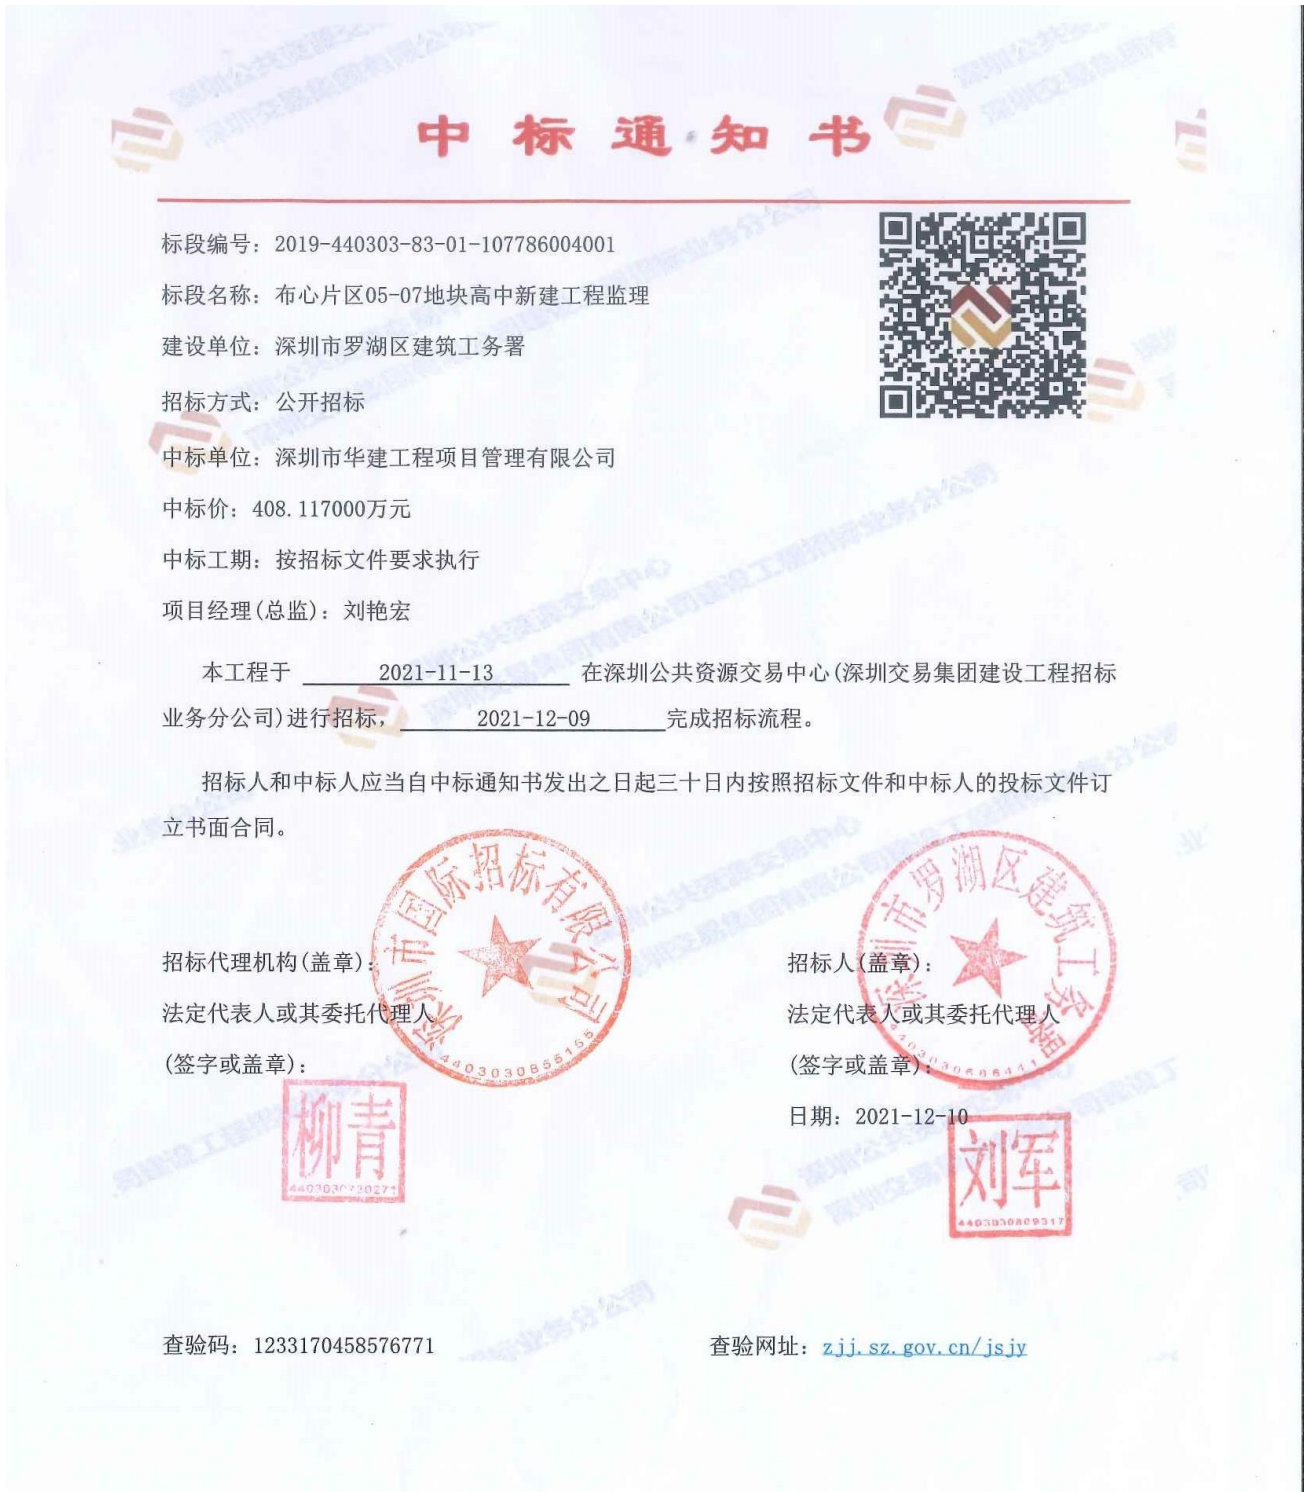 中标通知书
标段编号：2019-440303-83-01-107786004001
标段名称：布心片区05-07地块高中新建工程监理
建设单位：深圳市罗湖区建筑工务署
招标方式：公开招标
中标单位：深圳市华建工程项目管理有限公司
中标价：408.117000万元
中标工期：按招标文件要求执行
项目经理(总监)：刘艳宏
本工程于 2021-11-13 在深圳公共资源交易中心(深圳交易集团建设工程招标
业务分公司)进行招标， 2021-12-09 完成招标流程。
招标人和中标人应当自中标通知书发出之日起三十日内按照招标文件和中标人的投标文件订
立书面合同。
深圳市国际招标有限公司
4403030855155
招标代理机构(盖章)：
法定代表人或其委托代理人
(签字或盖章)：
柳青
深圳市罗湖区建筑工务署
招标人(盖章)：
法定代表人或其委托代理人
(签字或盖章)：
日期：2021-12-10
刘军
4403030809317
查验码：1233170458576771
查验网址：zjj.sz.gov.cn/jsjy